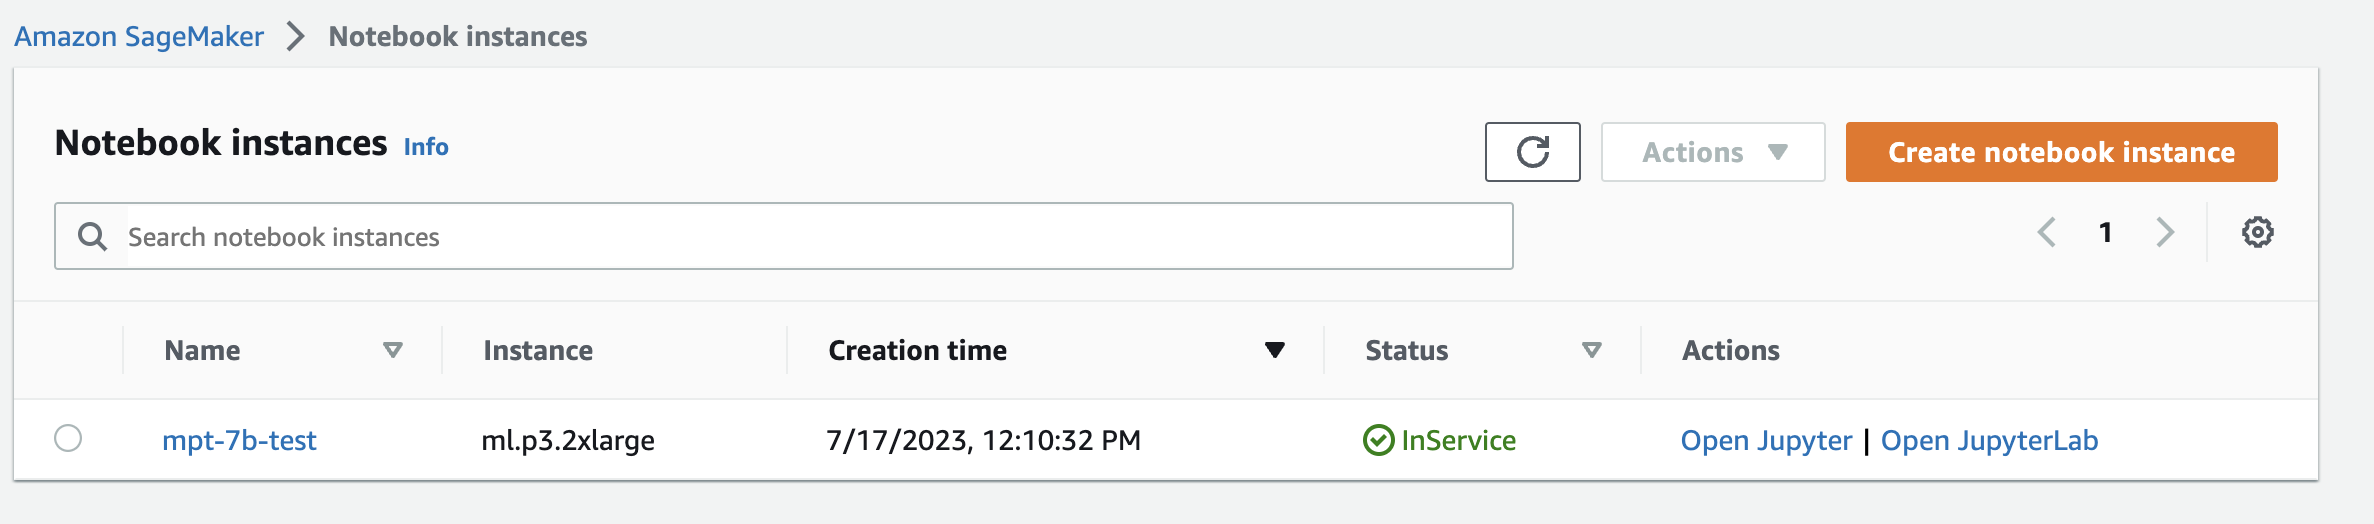 Amazon SageMaker > Notebook instances
Notebook instances Info
Actions
Create notebook instance
Search notebook instances
1
Name Instance Creation time Status Actions
mpt-7b-test ml.p3.2xlarge 7/17/2023, 12:10:32 PM InService Open Jupyter | Open JupyterLab